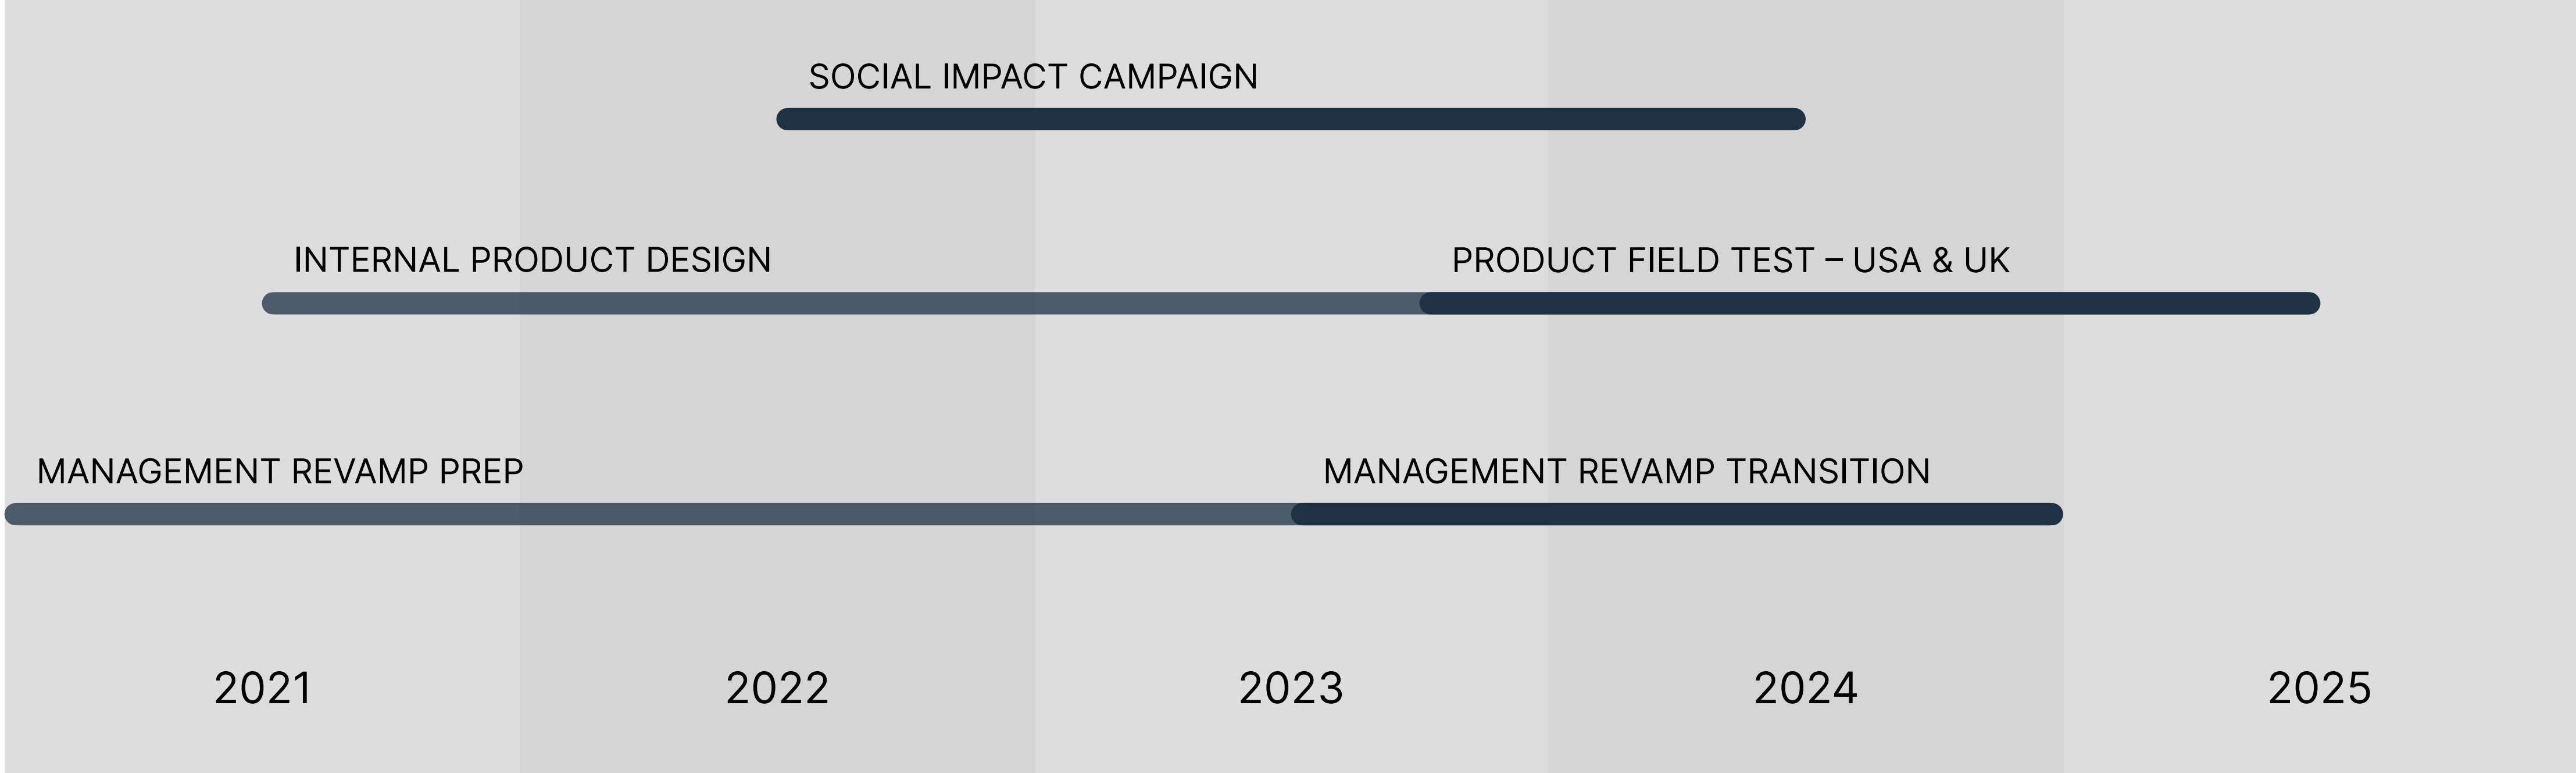 SOCIAL IMPACT CAMPAIGN
INTERNAL PRODUCT DESIGN
PRODUCT FIELD TEST – USA & UK
MANAGEMENT REVAMP PREP
MANAGEMENT REVAMP TRANSITION
2021
2022
2023
2024
2025